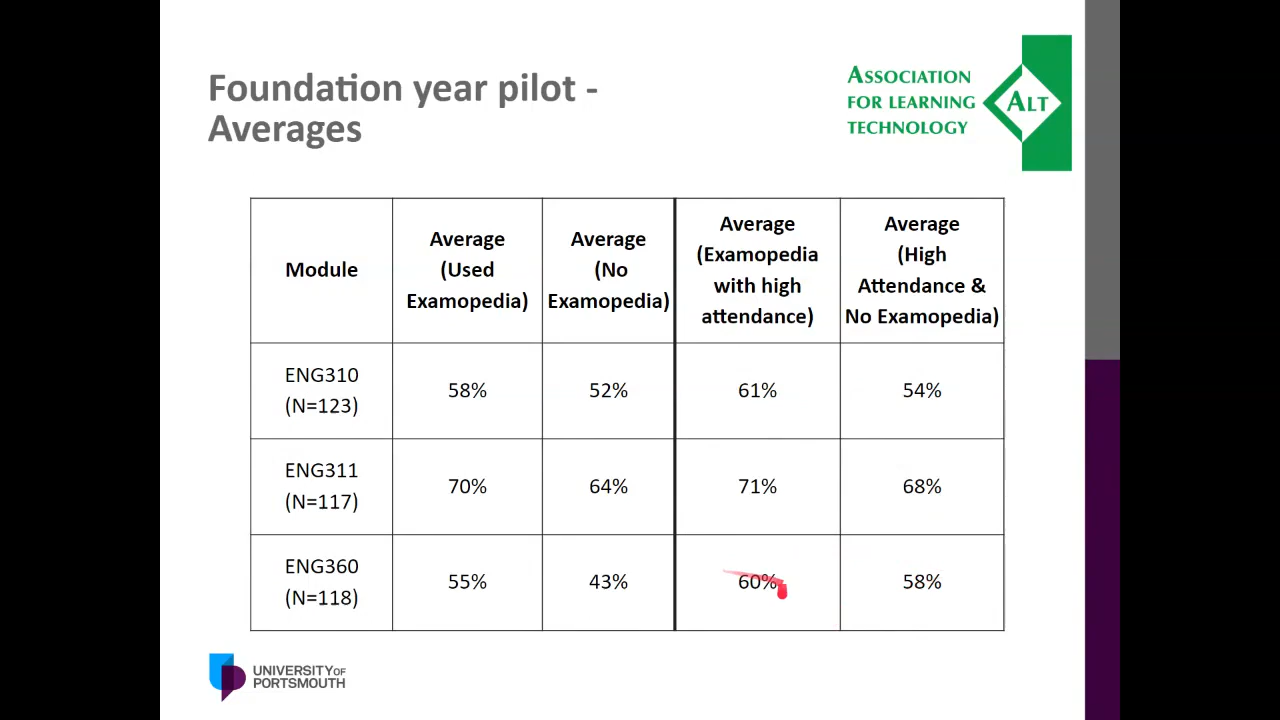 Foundation year pilot -
Averages
ASSOCIATION
FOR LEARNING
TECHNOLOGY
ALT
Module
Average
(Used
Examopedia)
Average
(No
Examopedia)
Average
(Examopedia
with high
attendance)
Average
(High
Attendance &
No Examopedia)
ENG310
(N=123)
58%
52%
61%
54%
ENG311
(N=117)
70%
64%
71%
68%
ENG360
(N=118)
55%
43%
60%
58%
UNIVERSITY OF
PORTSMOUTH